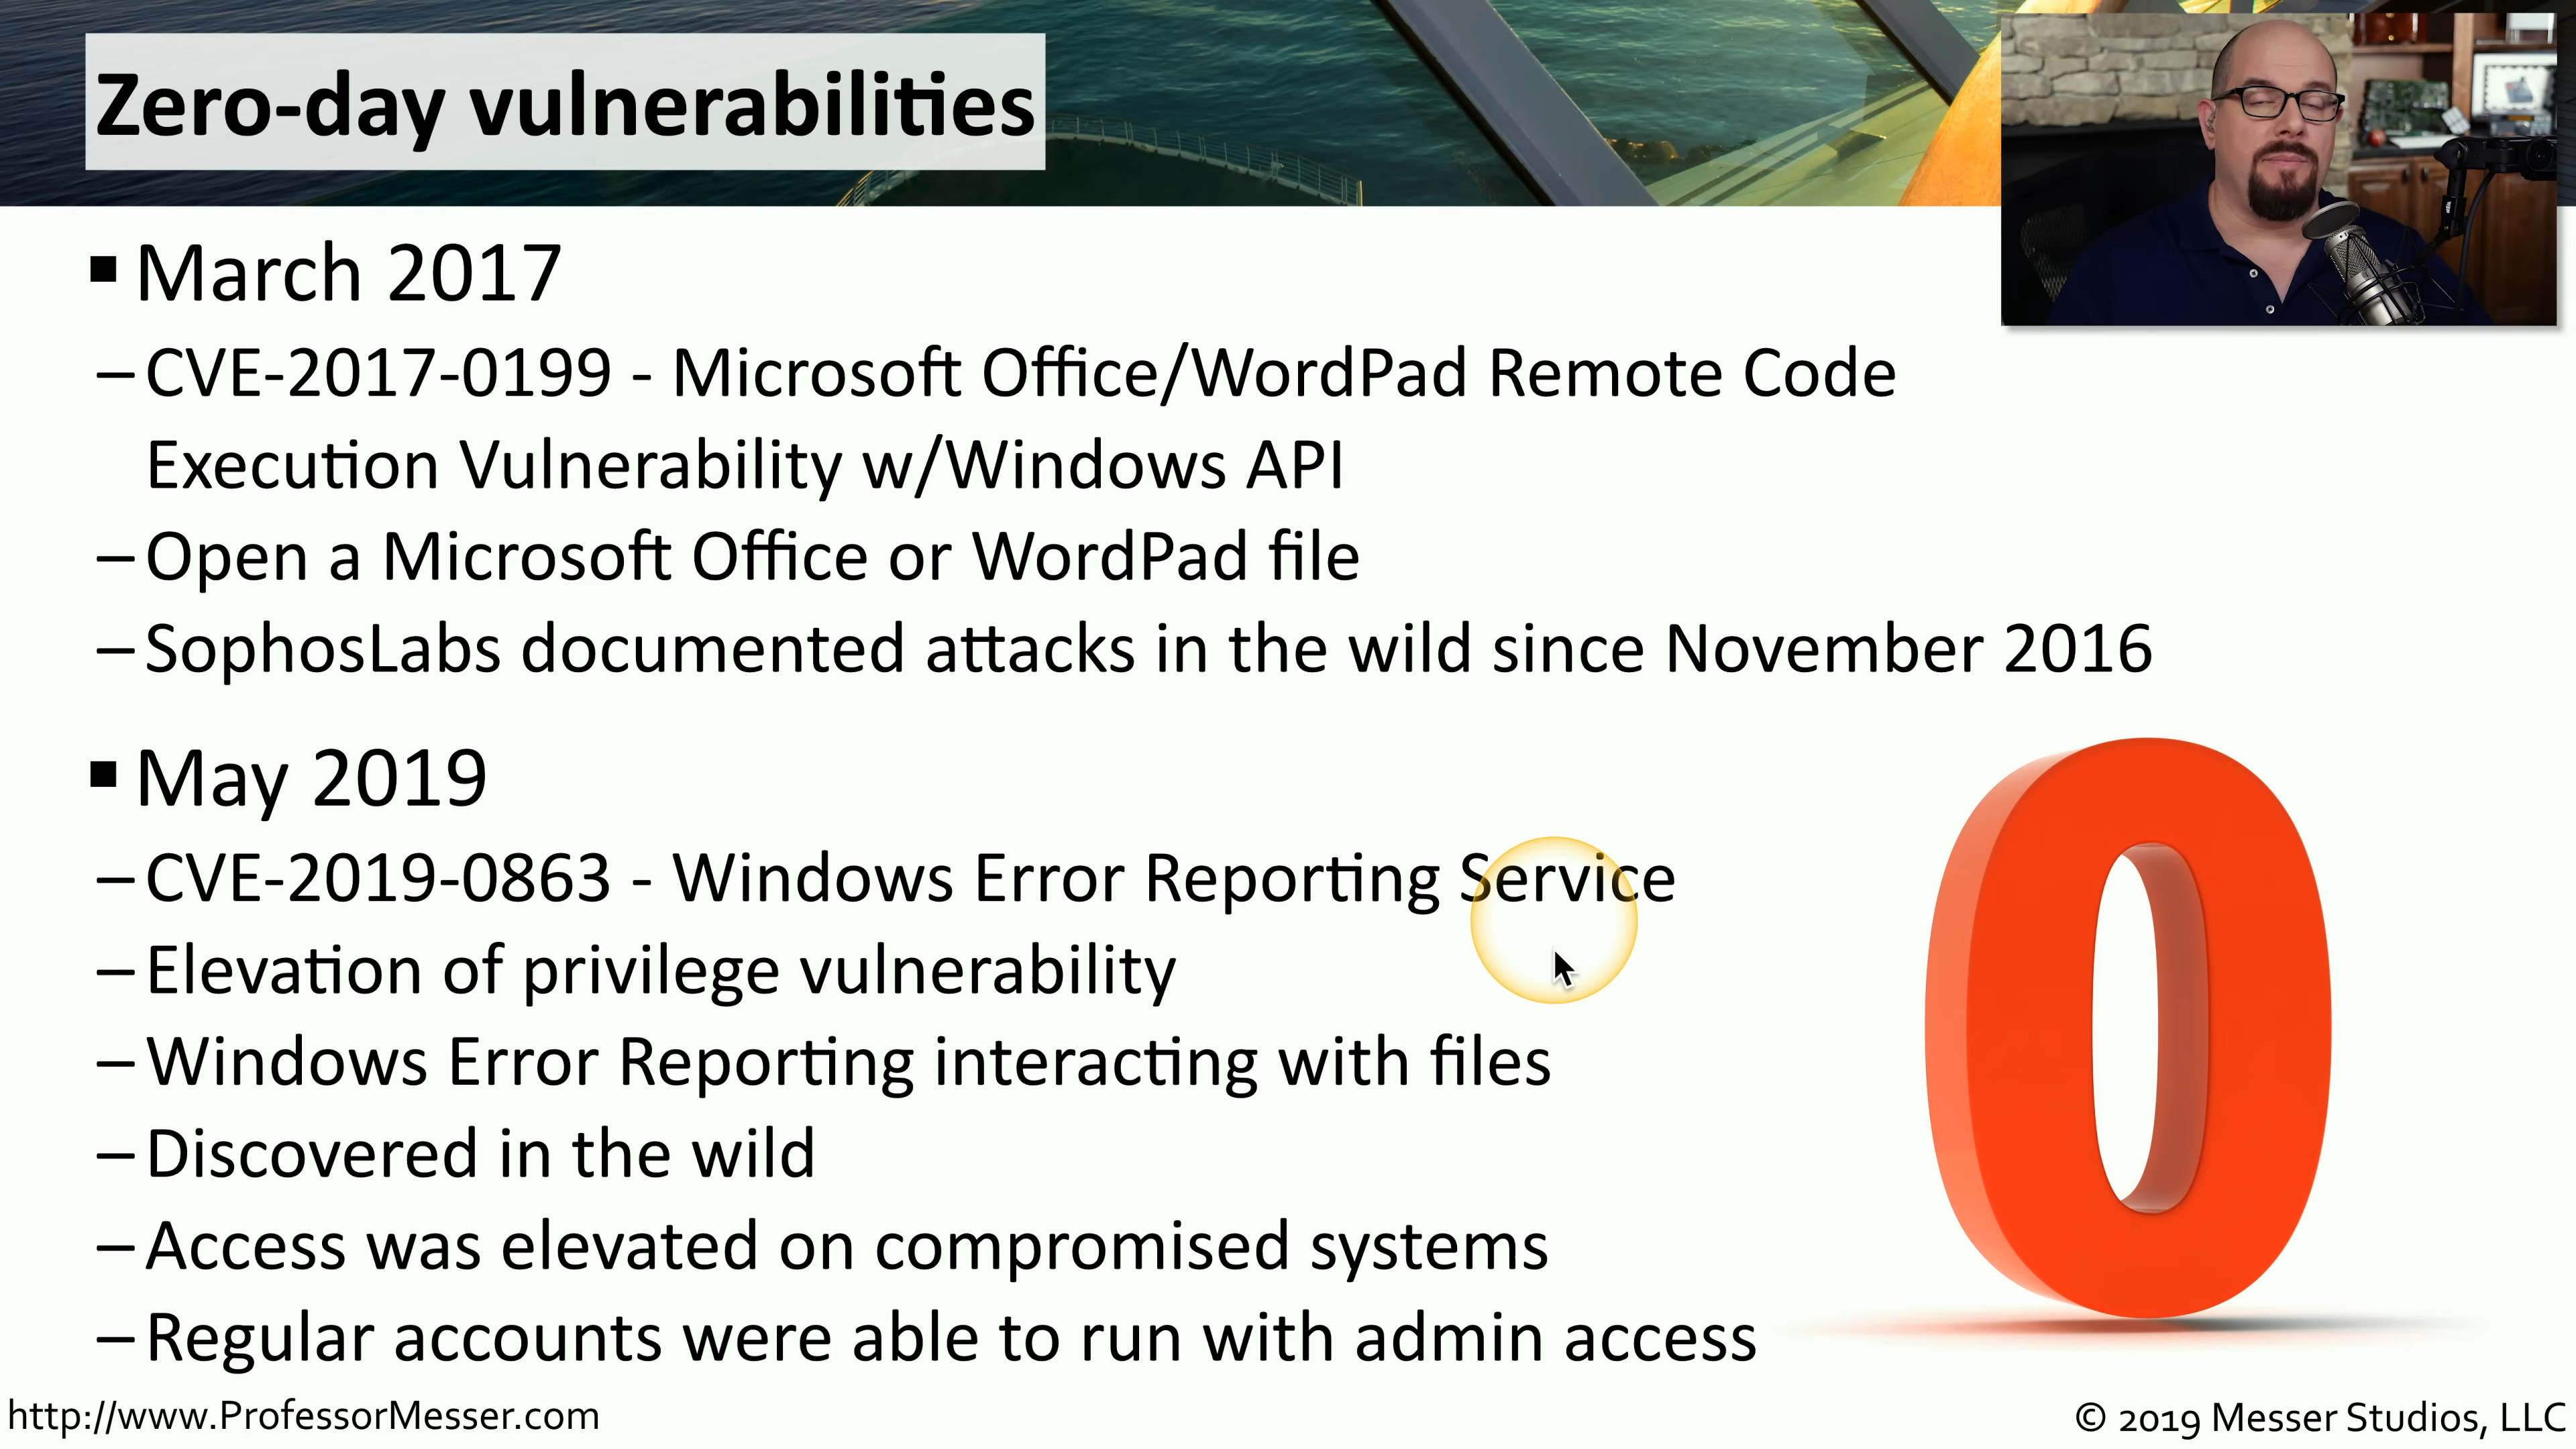 Zero-day vulnerabilities
▪ March 2017
– CVE-2017-0199 - Microsoft Office/WordPad Remote Code
Execution Vulnerability w/Windows API
– Open a Microsoft Office or WordPad file
– SophosLabs documented attacks in the wild since November 2016
▪ May 2019
– CVE-2019-0863 - Windows Error Reporting Service
– Elevation of privilege vulnerability
– Windows Error Reporting interacting with files
– Discovered in the wild
– Access was elevated on compromised systems
– Regular accounts were able to run with admin access
0
http://www.ProfessorMesser.com
© 2019 Messer Studios, LLC